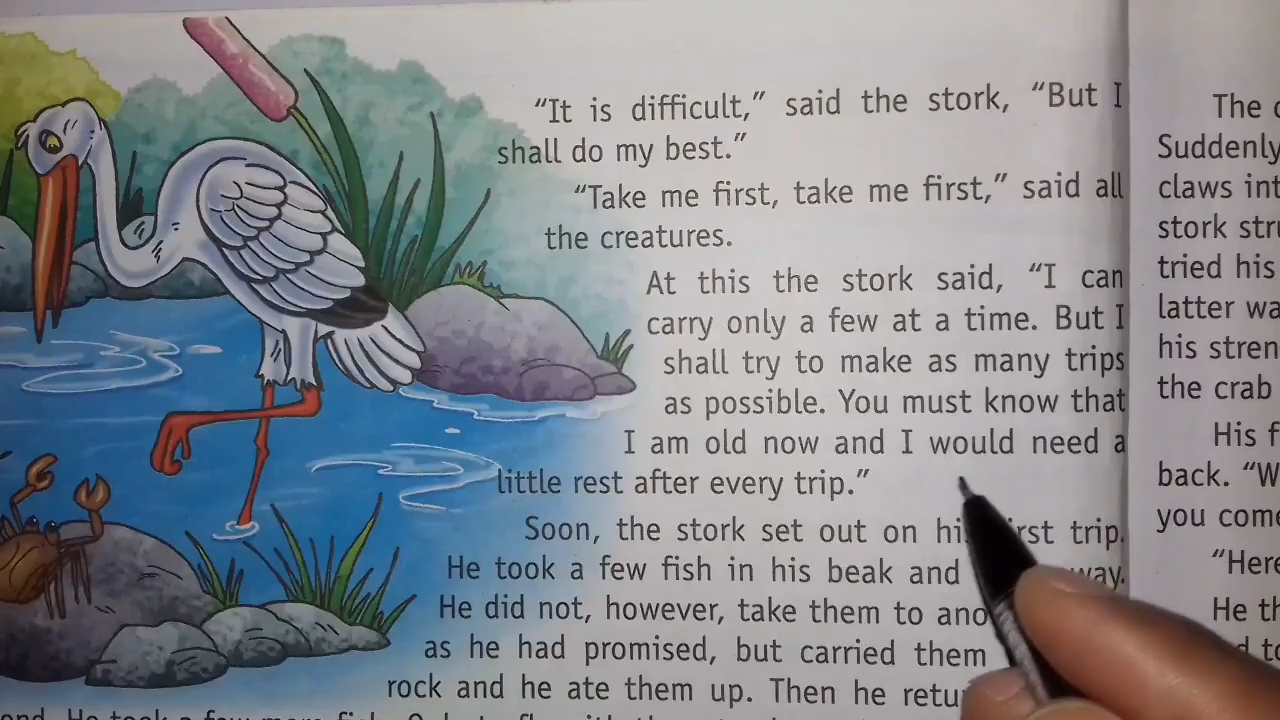 "It is difficult," said the stork, "But I
shall do my best."
"Take me first, take me first," said all
the creatures.
At this the stork said, "I can
carry only a few at a time. But I
shall try to make as many trips
as possible. You must know that
I am old now and I would need a
little rest after every trip."
Soon, the stork set out on trip.
He took a few fish in his beak and
He did not, however, take them to
as he had promised, but carried them
rock and he ate them up. Then he
He took a few more
The
Suddenly
claws
stork
tried his
latter
his
the crab
His
back.
you
"Here
He